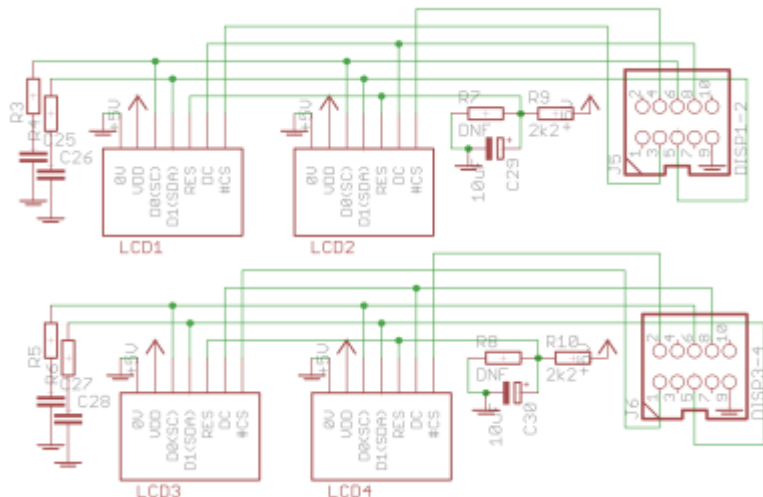 R3
R4
C25
C26
+5V
0V
VDD
D0(SC)
D1(SDA)
RES
DC
#CS
LCD1
+5V
0V
VDD
D0(SC)
D1(SDA)
RES
DC
#CS
LCD2
R7
DNF
R9
2k2
10u
C29
2 4 6 8 10
1 3 5 7 9
J5
DISP1-2
R5
R6
C27
C28
+5V
0V
VDD
D0(SC)
D1(SDA)
RES
DC
#CS
LCD3
+5V
0V
VDD
D0(SC)
D1(SDA)
RES
DC
#CS
LCD4
R8
DNF
R10
2k2
10u
C30
2 4 6 8 10
1 3 5 7 9
J6
DISP3-4